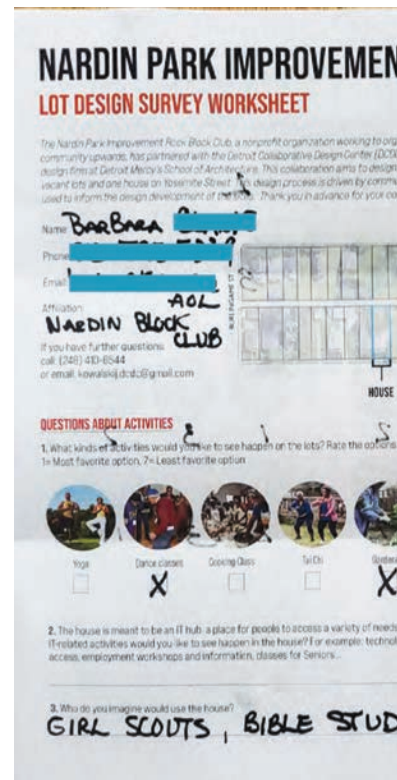 NARDIN PARK IMPROVEMEN
LOT DESIGN SURVEY WORKSHEET
The Nardin Park Improvement Rock Block Club, a nonprofit organization working to org
community upwards, has partnered with the Detroit Collaborative Design Center (DCDC
design firm at Detroit Mercy's School of Architecture. This collaboration aims to design
vacant lots and one house on Yosemite Street. design process is driven by commu
used to inform the design development of the Thank you in advance for your co
Name BARBARA
Phone
Email
AOL
Affiliation
NARDIN BLOCK
CLUB
If you have further questions
call: (248) 410-6544
or email: kowalskij.dcdc@gmail.com
BURLINGAME ST
HOUSE
QUESTIONS ABOUT ACTIVITIES
1. What kinds of activities would you like to see happen on the lots? Rate the options
1= Most favorite option, 7= Least favorite option
Yoga Dance classes Cooking Class Tai Chi
X X
2. The house is meant to be an IT hub, a place for people to access a variety of needs
IT-related activities would you like to see happen in the house? For example: technol
access, employment workshops and information, classes for Seniors...
3. Who do you imagine would use the house?
GIRL SCOUTS, BIBLE STUD